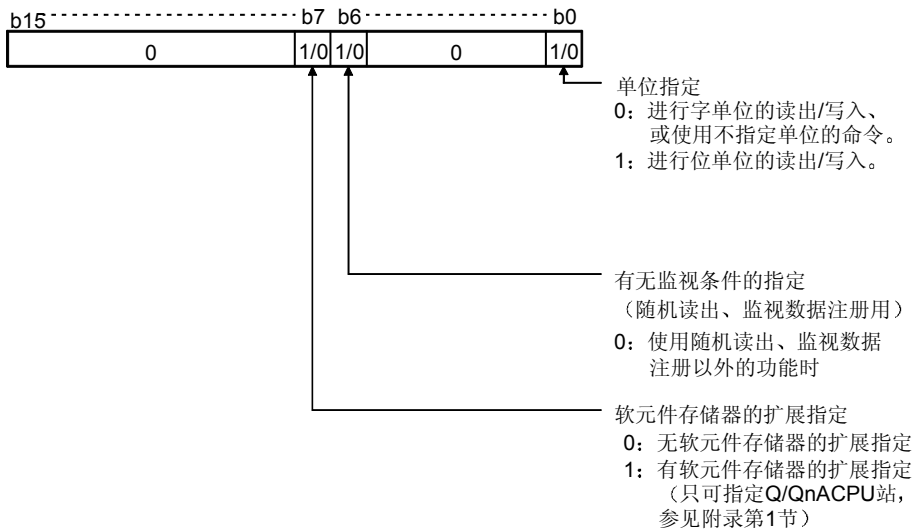 b15 b7 b6 b0
0 1/0 1/0 0 1/0
单位指定
0：进行字单位的读出/写入、
或使用不指定单位的命令。
1：进行位单位的读出/写入。
有无监视条件的指定
（随机读出、监视数据注册用）
0：使用随机读出、监视数据
注册以外的功能时
软元件存储器的扩展指定
0：无软元件存储器的扩展指定
1：有软元件存储器的扩展指定
（只可指定Q/QnACPU站，
参见附录第1节）